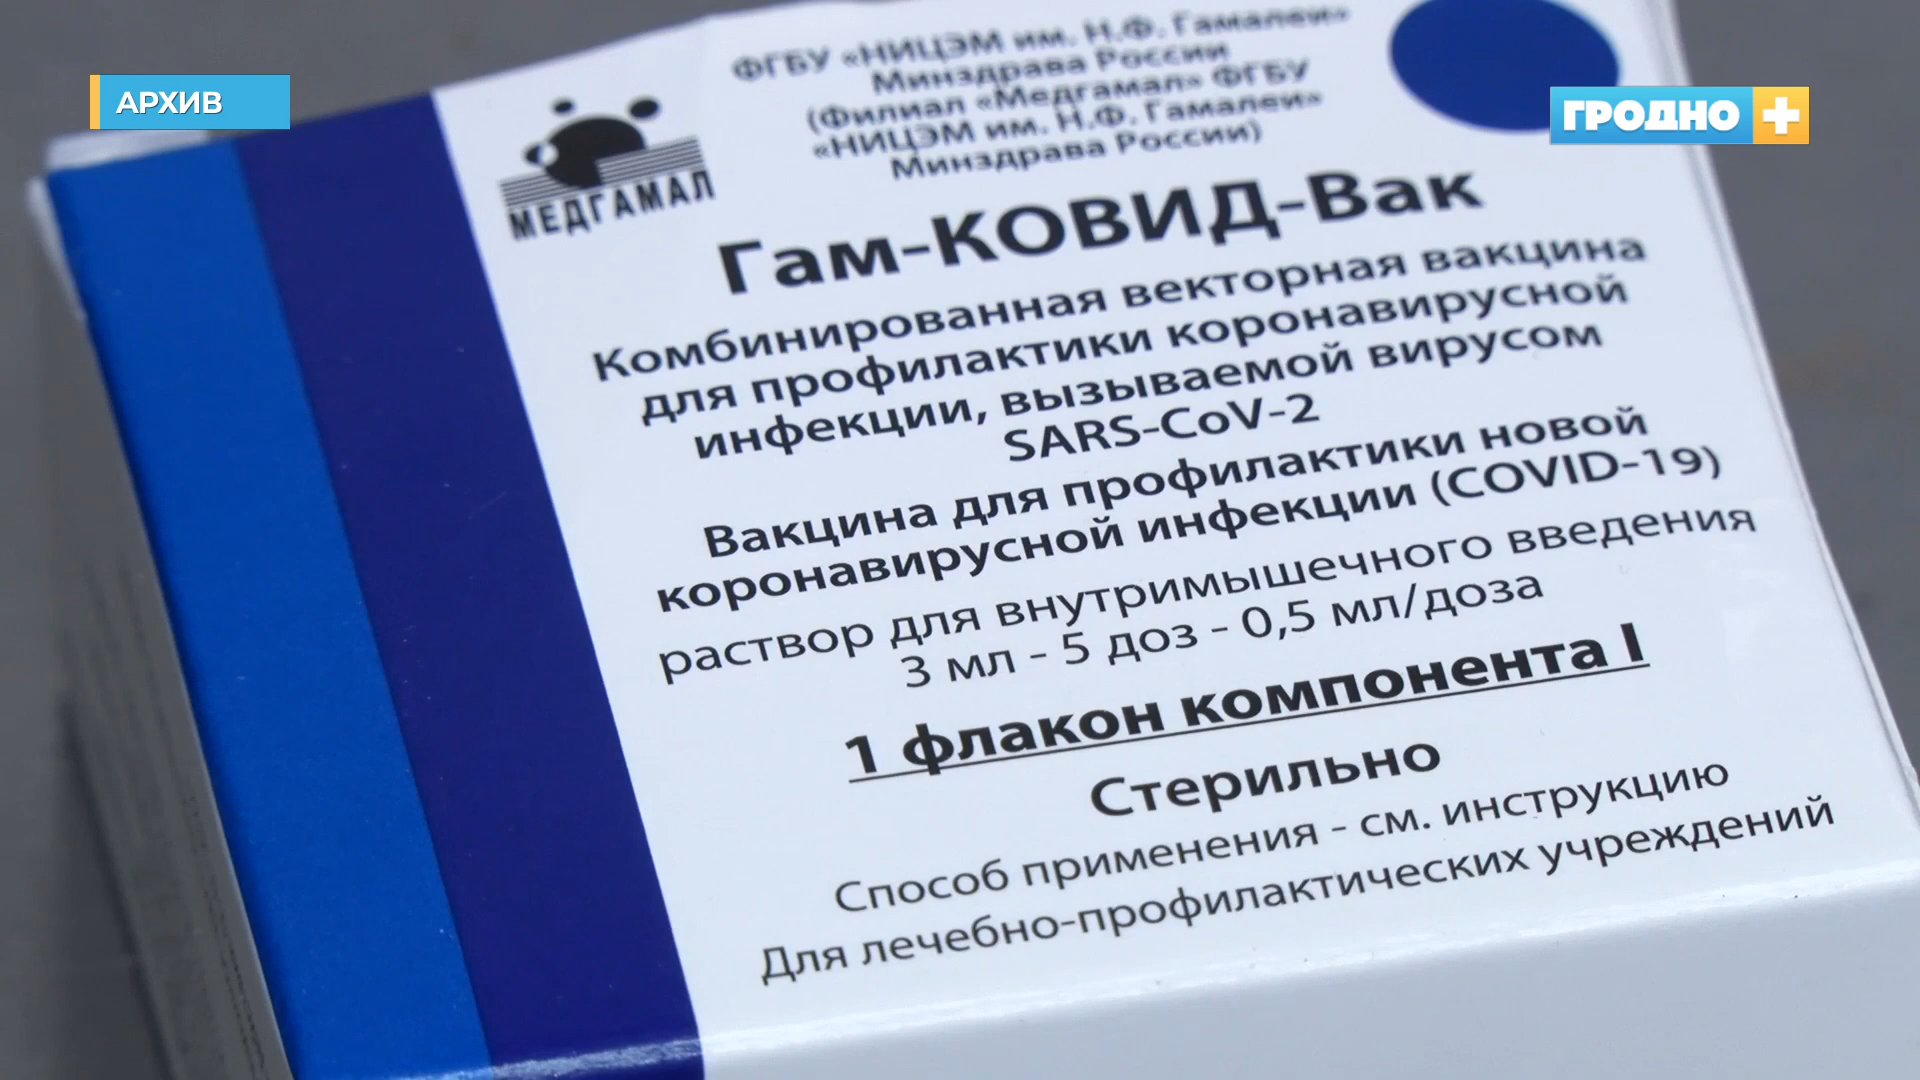 АРХИВ
ГРОДНО +
МЕДГАМАЛ
ФГБУ «НИЦЭМ им. Н.Ф. Гамалеи»
Минздрава России
(Филиал «Медгамал» ФГБУ
«НИЦЭМ им. Н.Ф. Гамалеи»
Минздрава России)
Гам-КОВИД-Вак
Комбинированная векторная вакцина
для профилактики коронавирусной
инфекции, вызываемой вирусом
SARS-CoV-2
Вакцина для профилактики новой
коронавирусной инфекции (COVID-19)
раствор для внутримышечного введения
3 мл - 5 доз - 0,5 мл/доза
1 флакон компонента I
Стерильно
Способ применения - см. инструкцию
Для лечебно-профилактических учреждений